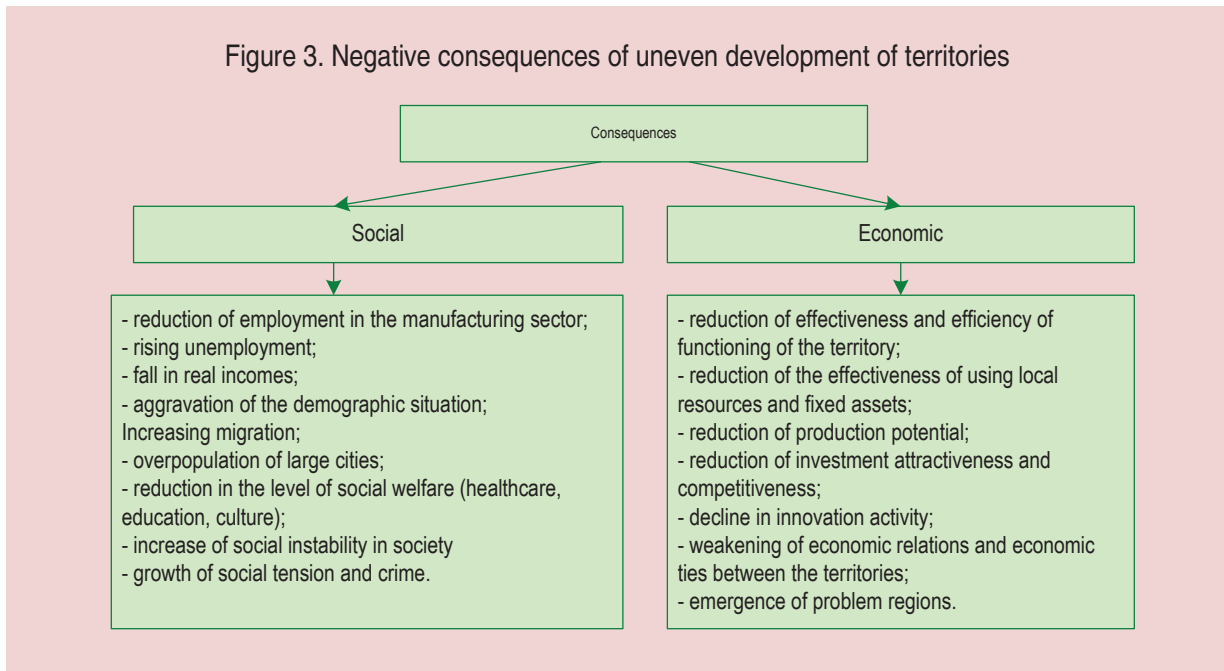 Figure 3. Negative consequences of uneven development of territories
Consequences
Social
- reduction of employment in the manufacturing sector;
- rising unemployment;
- fall in real incomes;
- aggravation of the demographic situation;
Increasing migration;
- overpopulation of large cities;
- reduction in the level of social welfare (healthcare,
education, culture);
- increase of social instability in society
- growth of social tension and crime.
Economic
- reduction of effectiveness and efficiency of
functioning of the territory;
- reduction of the effectiveness of using local
resources and fixed assets;
- reduction of production potential;
- reduction of investment attractiveness and
competitiveness;
- decline in innovation activity;
- weakening of economic relations and economic
ties between the territories;
- emergence of problem regions.